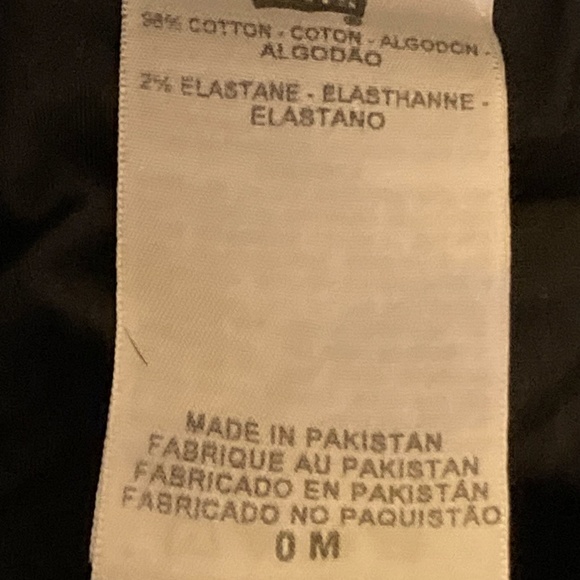 98% COTTON - COTON - ALGODON -
ALGODÃO
2% ELASTANE - ÉLASTHANNE -
ELASTANO
MADE IN PAKISTAN
FABRIQUE AU PAKISTAN
FABRICADO EN PAKISTÁN
FABRICADO NO PAQUISTÃO
0 M